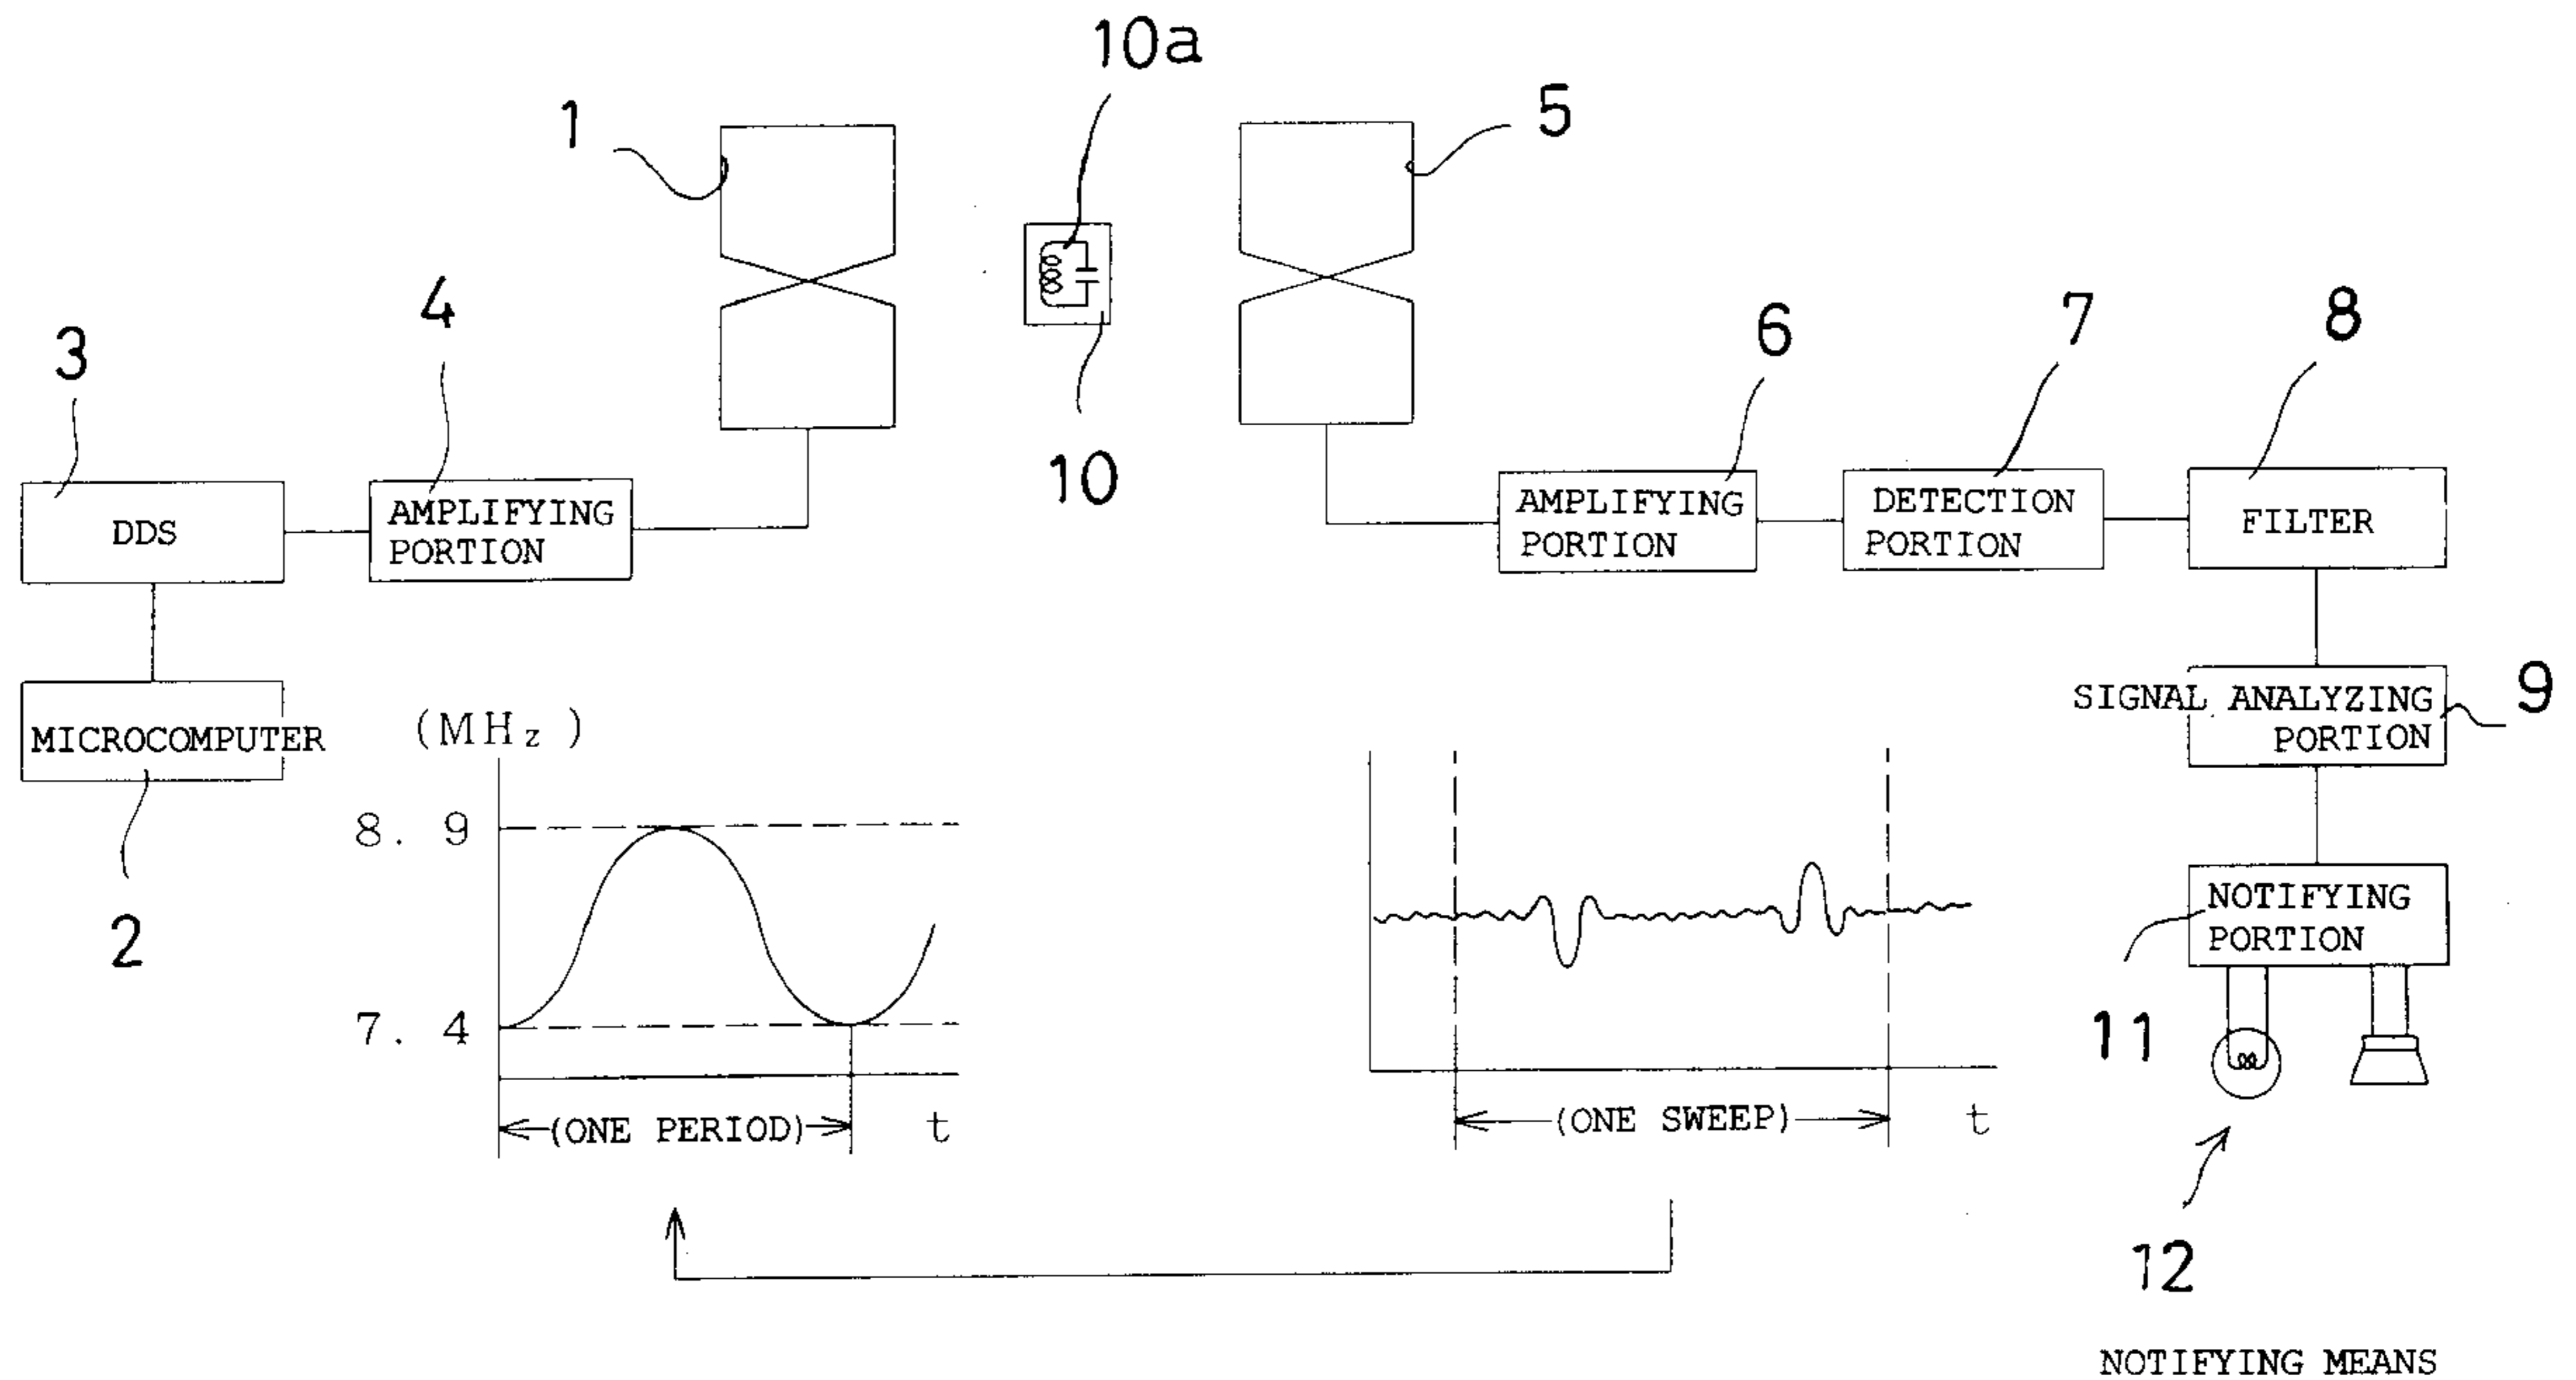 10a
1
5
4
3
6
7
8
10
DDS
AMPLIFYING
PORTION
AMPLIFYING
PORTION
DETECTION
PORTION
FILTER
MICROCOMPUTER
2
SIGNAL ANALYZING
PORTION
9
(MHz)
8. 9
7. 4
(ONE PERIOD)
t
(ONE SWEEP)
t
NOTIFYING
PORTION
11
12
NOTIFYING MEANS